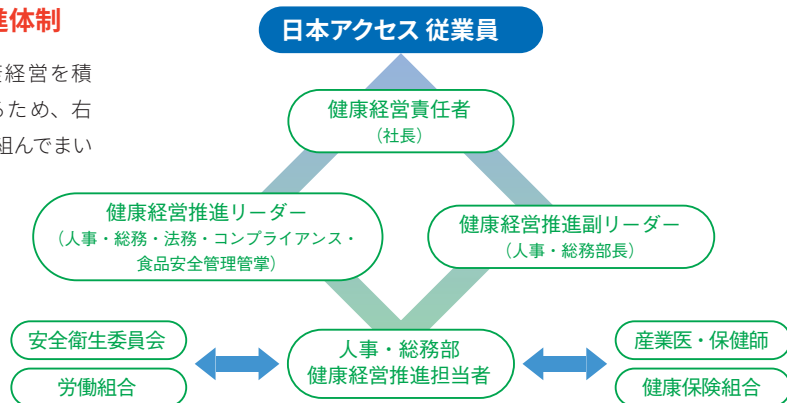 進体制
経営を積
るため、右
組んでまい
日本アクセス 従業員
健康経営責任者
（社長）
健康経営推進リーダー
（人事・総務・法務・コンプライアンス・
食品安全管理管掌）
健康経営推進副リーダー
（人事・総務部長）
安全衛生委員会
労働組合
人事・総務部
健康経営推進担当者
産業医・保健師
健康保険組合